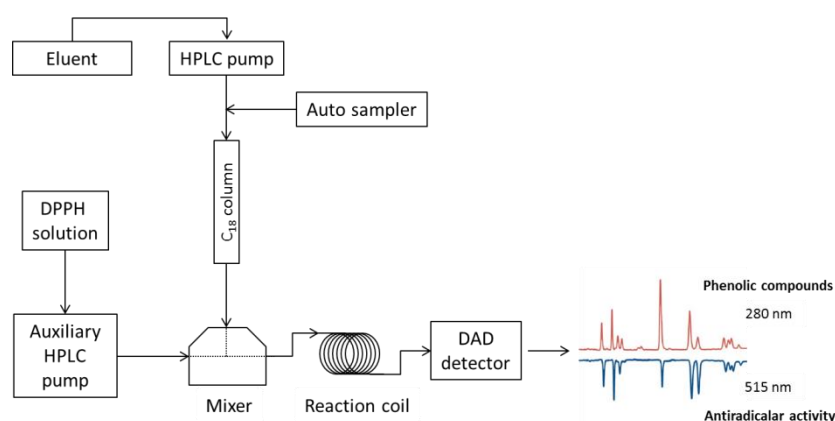 Eluent
HPLC pump
Auto sampler
C18 column
DPPH
solution
Auxiliary
HPLC
pump
Mixer
Reaction coil
DAD
detector
Phenolic compounds
280 nm
515 nm
Antiradicalar activity